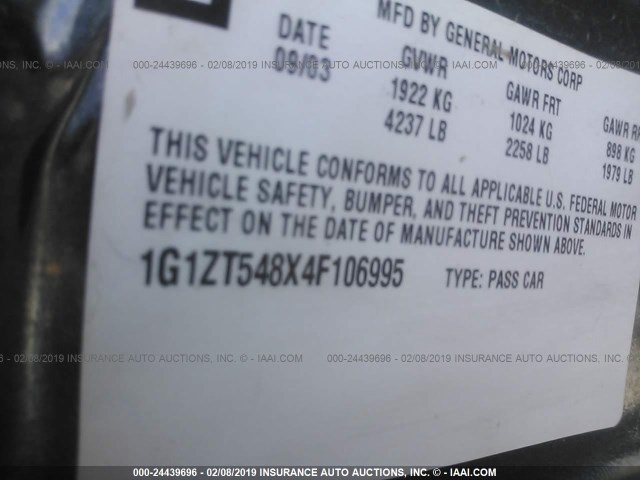 MFD BY GENERAL MOTORS CORP
DATE GVWR GAWR FRT GAWR RR
09/03 1922 KG 1024 KG 898 KG
4237 LB 2258 LB 1979 LB
THIS VEHICLE CONFORMS TO ALL APPLICABLE U.S. FEDERAL MOTOR
VEHICLE SAFETY, BUMPER, AND THEFT PREVENTION STANDARDS IN
EFFECT ON THE DATE OF MANUFACTURE SHOWN ABOVE.
1G1ZT548X4F106995 TYPE: PASS CAR
000-24439696 - 02/08/2019 INSURANCE AUTO AUCTIONS, INC. - © IAAI.COM